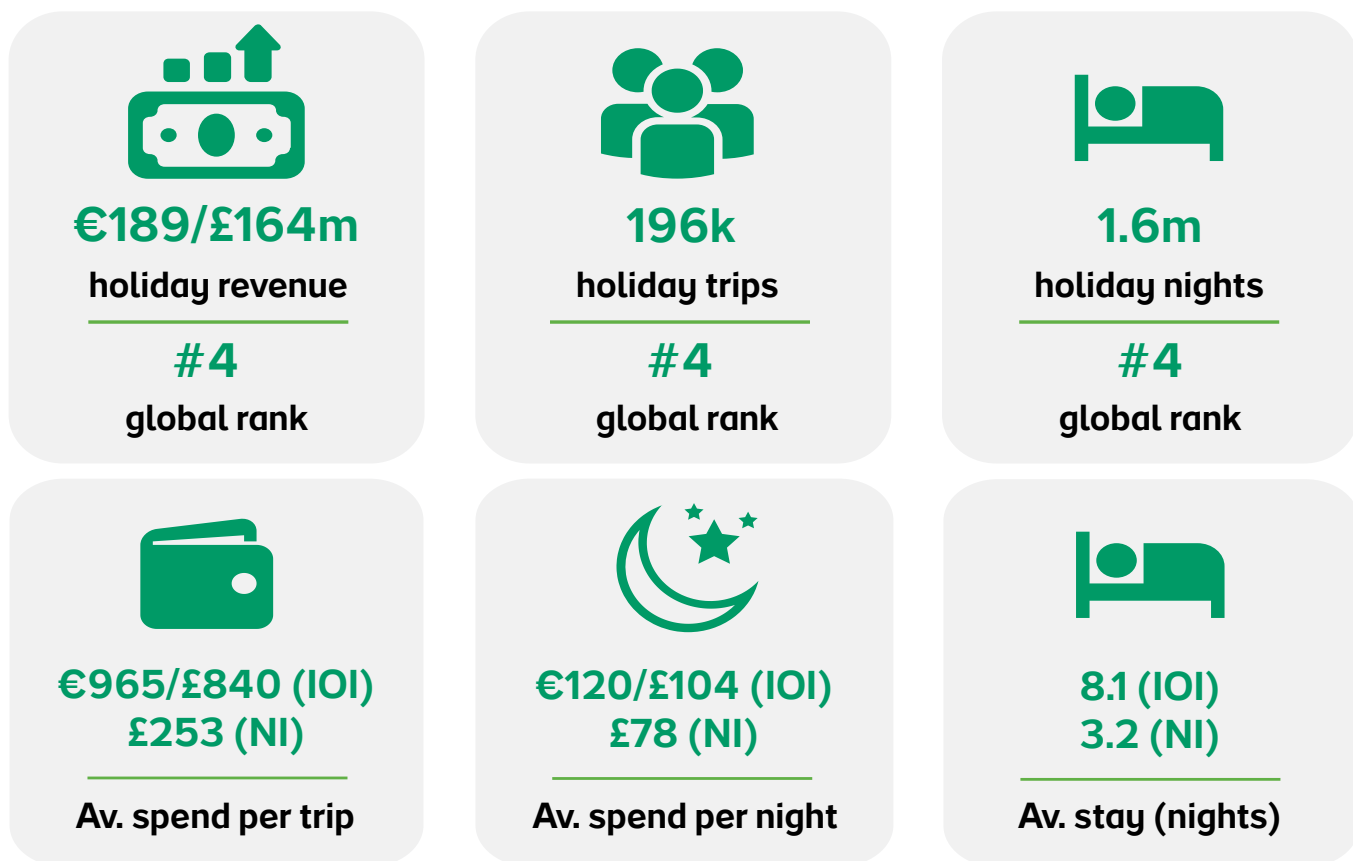 €189/£164m
holiday revenue
#4
global rank
196k
holiday trips
#4
global rank
1.6m
holiday nights
#4
global rank
€965/£840 (IOI)
£253 (NI)
Av. spend per trip
€120/£104 (IOI)
£78 (NI)
Av. spend per night
8.1 (IOI)
3.2 (NI)
Av. stay (nights)